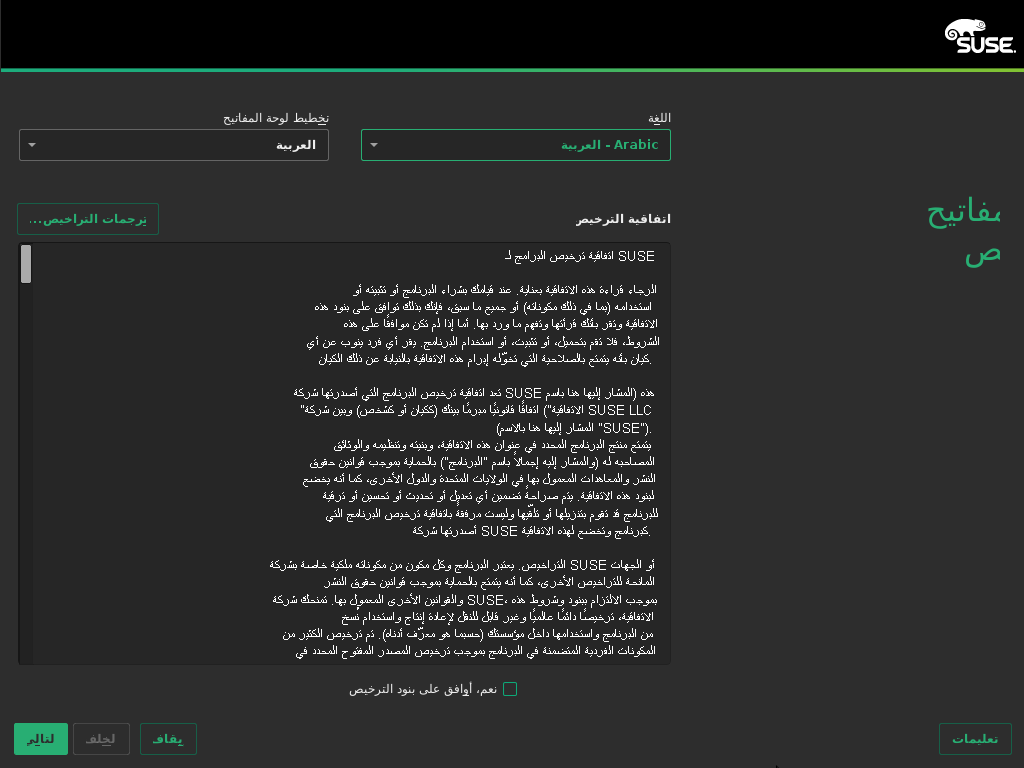 SUSE.
اللغة
تخطيط لوحة المفاتيح
Arabic - العربية
العربية
مفاتيح
ص
اتفاقية الترخيص
ترجمات التراخيص...
SUSE اتفاقية ترخيص البرامج لـ
الرجاء قراءة هذه الاتفاقية بعناية. عند قيامك بشراء البرنامج أو تثبيته أو
استخدامه (بما في ذلك مكوناته) أو جميع ما سبق، فإنك بذلك توافق على بنود هذه
الاتفاقية وتقر بأنك قرأتها وتفهم ما ورد بها. أما إذا لم تكن موافقًا على هذه
الشروط، فلا تقم بتحميل، أو تثبيت، أو استخدام البرنامج. يقر أي فرد ينوب عن أي
كيان بأنه يتمتع بالصلاحية التي تخوّله إبرام هذه الاتفاقية بالنيابة عن ذلك الكيان.
هذه (المشار إليها هنا باسم SUSE تعد اتفاقية ترخيص البرنامج التي أصدرتها شركة
SUSE LLC الاتفاقية") اتفاقًا قانونيًا مبرمًا بينك (ككيان أو كشخص) وبين شركة"
.("SUSE" المشار إليها هنا بالاسم)
يتمتع منتج البرنامج المحدد في عنوان هذه الاتفاقية، وبنيته وتنظيمه والوثائق
المصاحبه له (والمشار إليه إجمالاً باسم "البرنامج") بالحماية بموجب قوانين حقوق
النشر والمعاهدات المعمول بها في الولايات المتحدة والدول الأخرى، كما أنه يخضع
لبنود هذه الاتفاقية. يتم صراحةً تضمين أي تعديل أو تحديث أو تحسين أو ترقية
للبرنامج قد تقوم بتنزيلها أو تلقّيها وليست مرفقةً باتفاقية ترخيص البرنامج التي
كبرنامج وتخضع لهذه الاتفاقية SUSE أصدرتها شركة.
أو الجهات SUSE التراخيص. يعتبر البرنامج وكل مكون من مكوناته ملكية خاصة بشركة
المانحة للتراخيص الأخرى، كما أنه يتمتع بالحماية بموجب قوانين حقوق النشر
بموجب الالتزام ببنود وشروط هذه ،SUSE والقوانين الأخرى المعمول بها. تمنحك شركة
الاتفاقية، ترخيصًا دائمًا عالميًا وغير قابل للنقل لإعادة إنتاج واستخدام نُسخ
من البرنامج واستخدامها داخل مؤسستك (حسبما هو معرّف أدناه). تم ترخيص الكثير من
المكونات الفردية المتضمنة في البرنامج بموجب ترخيص المصدر المفتوح المحدد في
نعم، أوافق على بنود الترخيص
تعليمات
يقاف
لخلف
لتالي